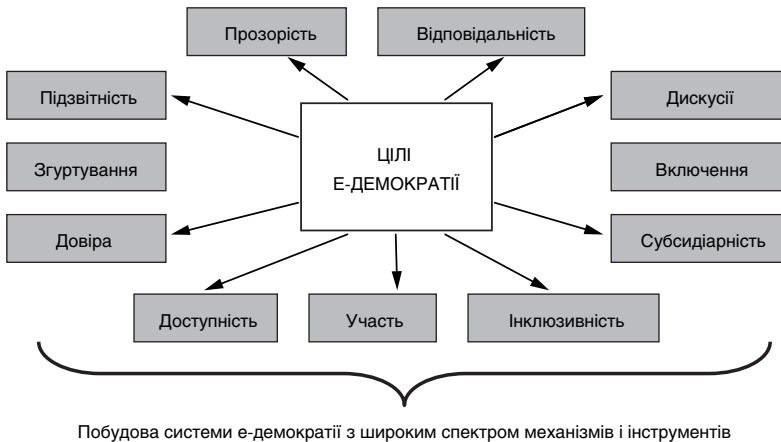 Прозорість
Відповідальність
Підзвітність
Дискусії
ЦІЛІ
Е-ДЕМОКРАТІЇ
Згуртування
Включення
Довіра
Субсидіарність
Доступність
Участь
Інклюзивність
Побудова системи е-демократії з широким спектром механізмів і інструментів